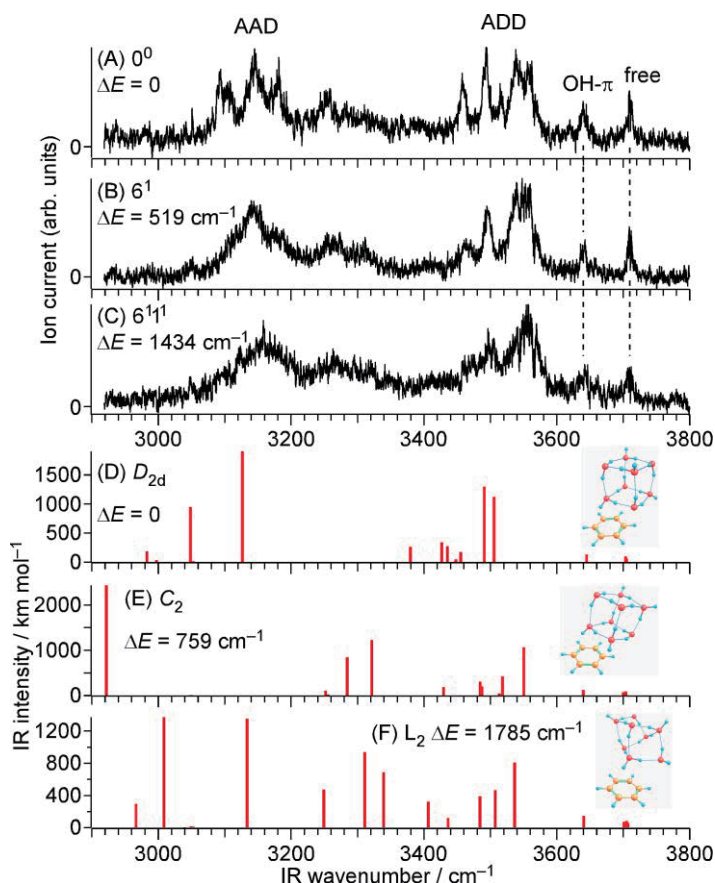 AAD
ADD
(A) 0⁰
ΔE = 0
OH-π
free
0
(B) 6¹
ΔE = 519 cm⁻¹
0
(C) 6¹1¹
ΔE = 1434 cm⁻¹
0
Ion current (arb. units)
3000 3200 3400 3600 3800
(D) D₂d
ΔE = 0
1500
1000
500
0
(E) C₂
ΔE = 759 cm⁻¹
2000
1000
0
(F) L₂ ΔE = 1785 cm⁻¹
1200
800
400
0
IR intensity / km mol⁻¹
3000 3200 3400 3600 3800
IR wavenumber / cm⁻¹